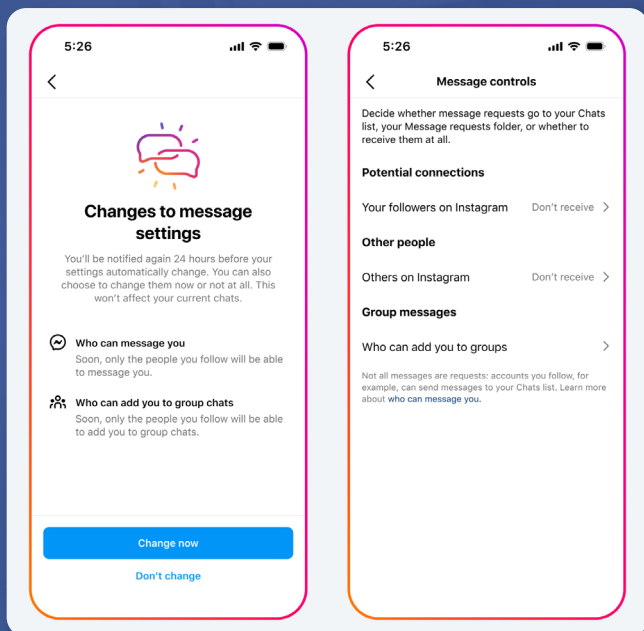 5:26
Changes to message
settings
You'll be notified again 24 hours before your
settings automatically change. You can also
choose to change them now or not at all. This
won't affect your current chats.
Who can message you
Soon, only the people you follow will be able
to message you.
Who can add you to group chats
Soon, only the people you follow will be able
to add you to group chats.
Change now
Don't change
5:26
Message controls
Decide whether message requests go to your Chats
list, your Message requests folder, or whether to
receive them at all.
Potential connections
Your followers on Instagram Don't receive
Other people
Others on Instagram Don't receive
Group messages
Who can add you to groups
Not all messages are requests: accounts you follow, for
example, can send messages to your Chats list. Learn more
about who can message you.